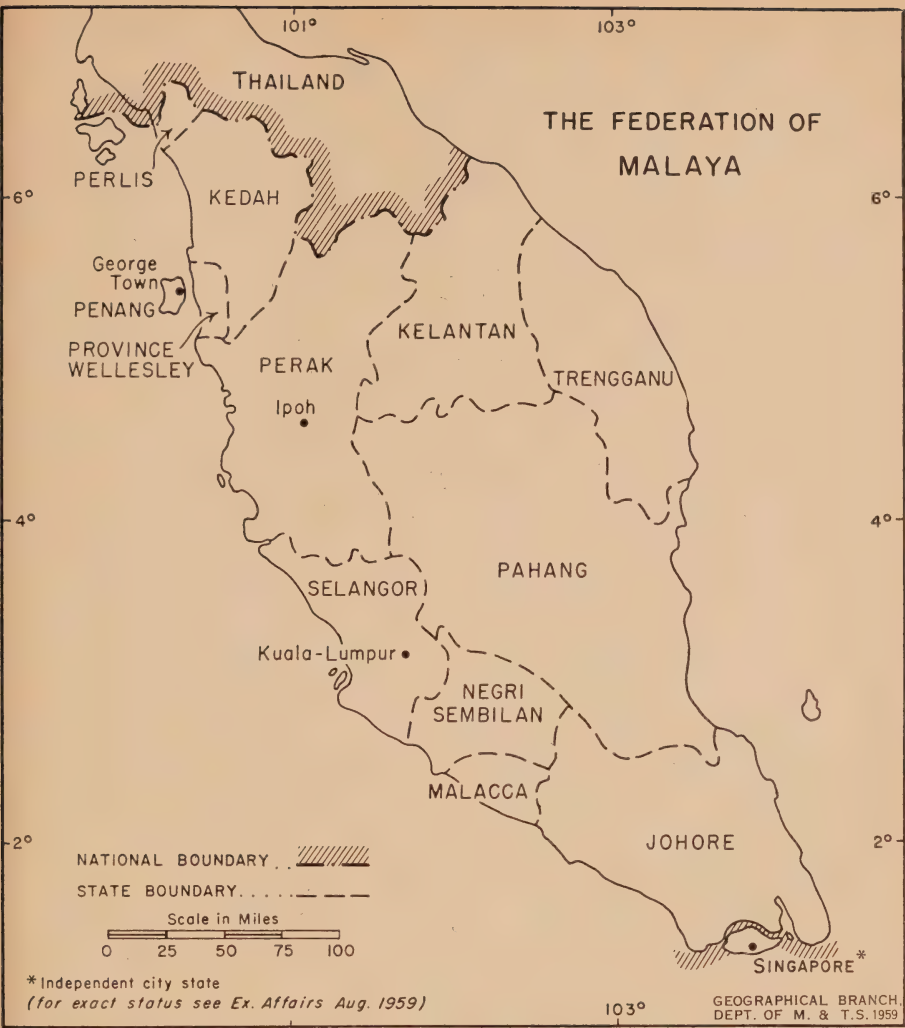 101°
103°
THAILAND
THE FEDERATION OF
MALAYA
PERLIS
6°
KEDAH
6°
George
Town
PENANG
PROVINCE
WELLESLEY
KELANTAN
PERAK
TRENGGANU
Ipoh
4°
4°
PAHANG
SELANGOR
Kuala-Lumpur
NEGRI
SEMBILAN
MALACCA
2°
JOHORE
2°
NATIONAL BOUNDARY . .
STATE BOUNDARY. . . . . .
Scale in Miles
0 25 50 75 100
SINGAPORE*
* Independent city state
(for exact status see Ex. Affairs Aug. 1959)
103°
GEOGRAPHICAL BRANCH,
DEPT. OF M. & T.S. 1959